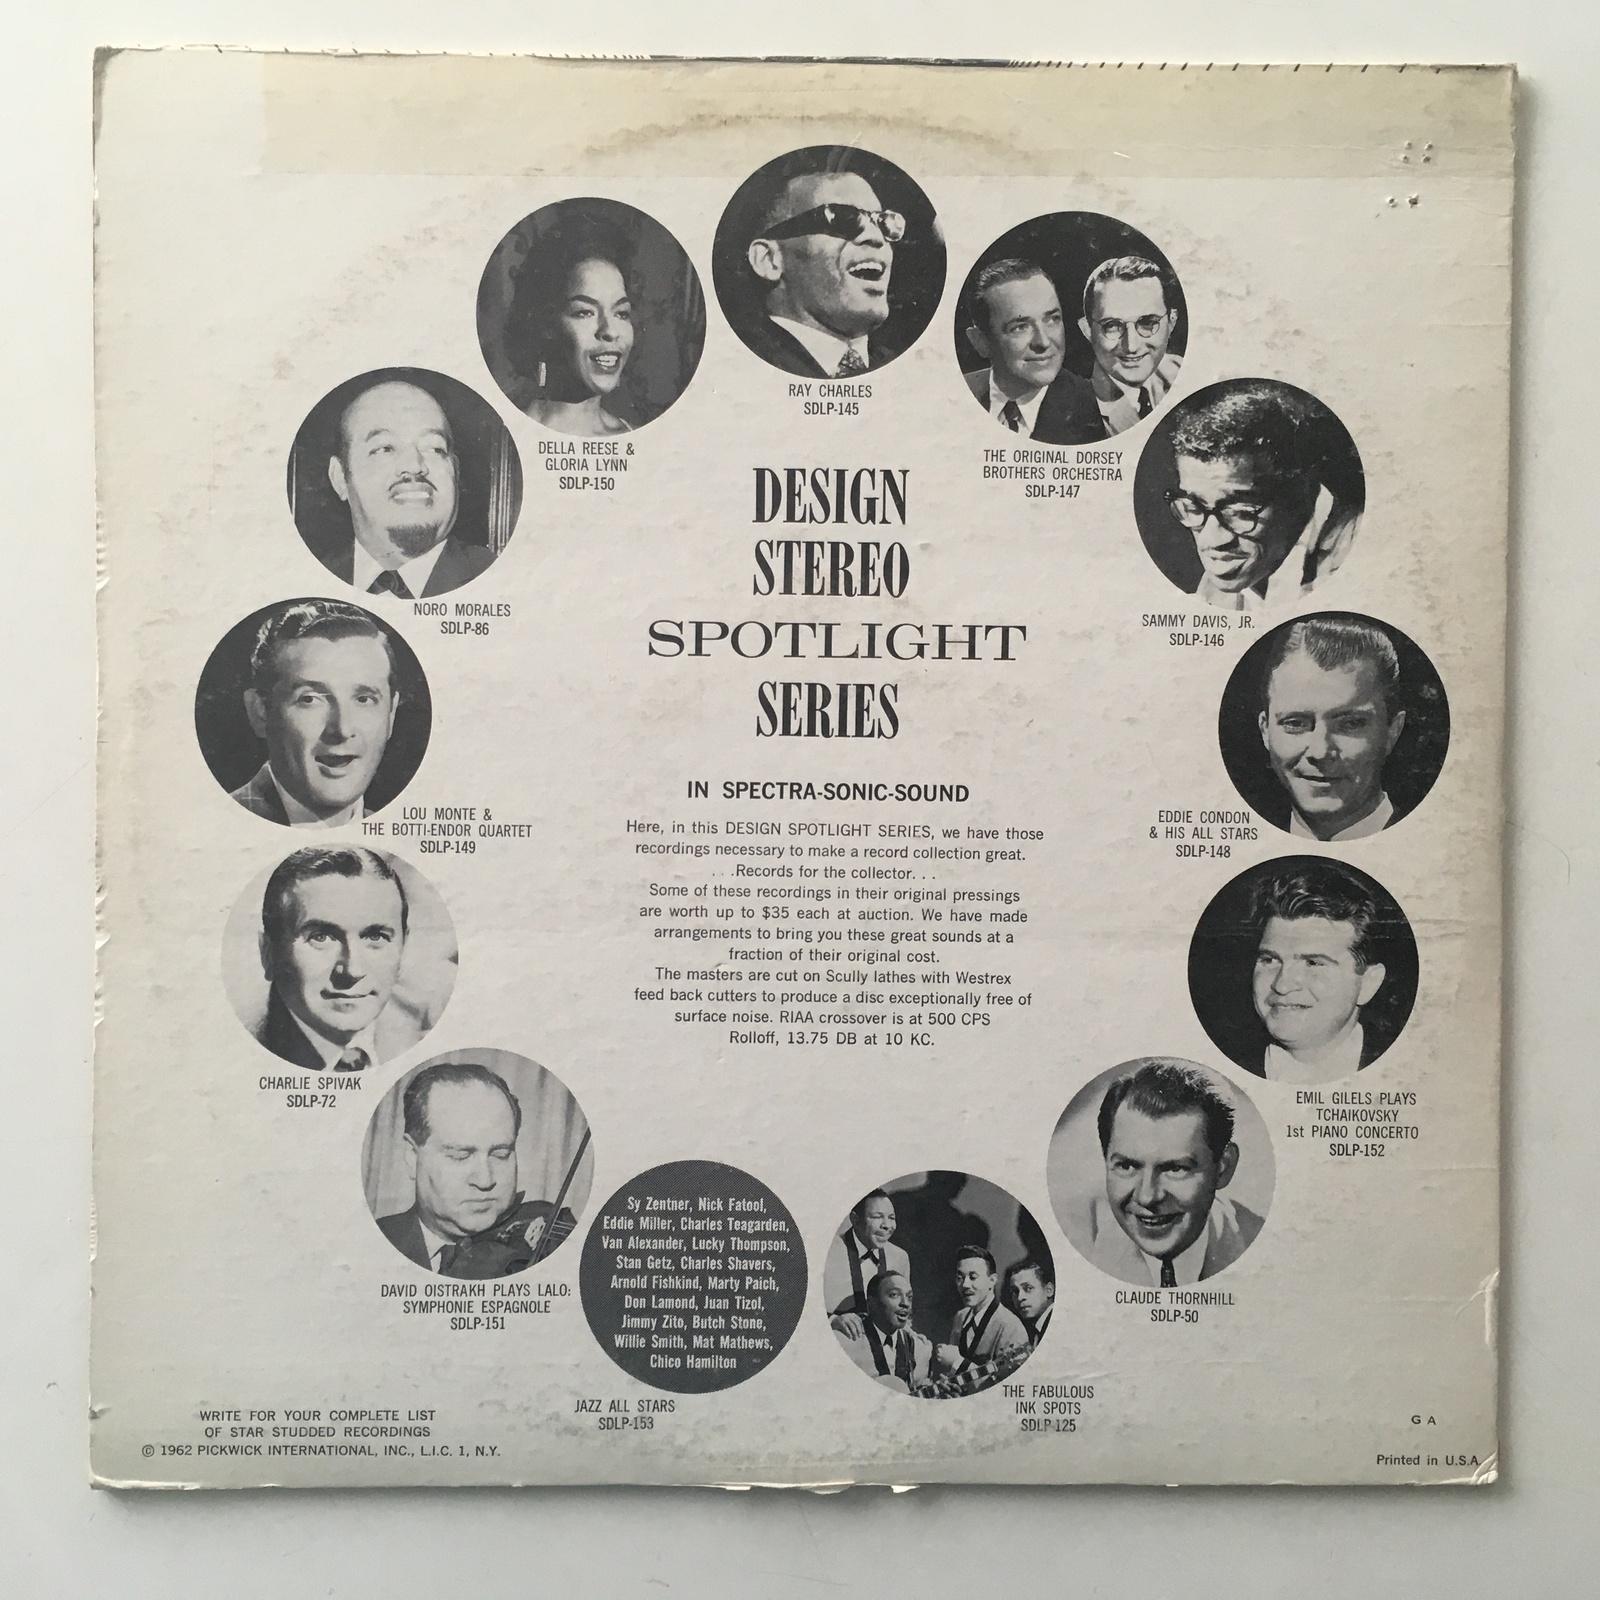 RAY CHARLES
SDLP-145
DELLA REESE &
GLORIA LYNN
SDLP-150
THE ORIGINAL DORSEY
BROTHERS ORCHESTRA
SDLP-147
NORO MORALES
SDLP-86
SAMMY DAVIS, JR.
SDLP-146
DESIGN
STEREO
SPOTLIGHT
SERIES
IN SPECTRA-SONIC-SOUND
Here, in this DESIGN SPOTLIGHT SERIES, we have those
recordings necessary to make a record collection great.
. . .Records for the collector. . .
Some of these recordings in their original pressings
are worth up to $35 each at auction. We have made
arrangements to bring you these great sounds at a
fraction of their original cost.
The masters are cut on Scully lathes with Westrex
feed back cutters to produce a disc exceptionally free of
surface noise. RIAA crossover is at 500 CPS
Rolloff, 13.75 DB at 10 KC.
LOU MONTE &
THE BOTTI-ENDOR QUARTET
SDLP-149
EDDIE CONDON
& HIS ALL STARS
SDLP-148
CHARLIE SPIVAK
SDLP-72
EMIL GILELS PLAYS
TCHAIKOVSKY
1st PIANO CONCERTO
SDLP-152
DAVID OISTRAKH PLAYS LALO:
SYMPHONIE ESPAGNOLE
SDLP-151
CLAUDE THORNHILL
SDLP-50
Sy Zentner, Nick Fatool,
Eddie Miller, Charles Teagarden,
Van Alexander, Lucky Thompson,
Stan Getz, Charles Shavers,
Arnold Fishkind, Marty Paich,
Don Lamond, Juan Tizol,
Jimmy Zito, Butch Stone,
Willie Smith, Mat Mathews,
Chico Hamilton
JAZZ ALL STARS
SDLP-153
THE FABULOUS
INK SPOTS
SDLP 125
WRITE FOR YOUR COMPLETE LIST
OF STAR STUDDED RECORDINGS
© 1962 PICKWICK INTERNATIONAL, INC., L.I.C. 1, N.Y.
G A
Printed in U.S.A.